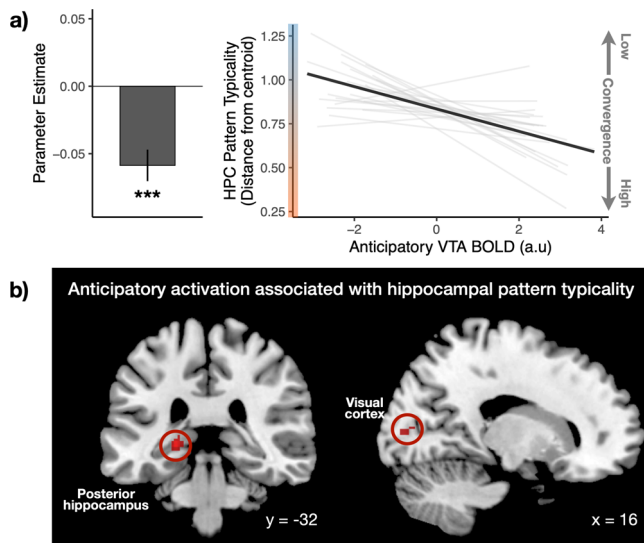 a)
0.05
0.00
-0.05
Parameter Estimate
***
1.25
1.00
0.75
0.50
0.25
HPC Pattern Typicality
(Distance from centroid)
-2
0
2
4
Anticipatory VTA BOLD (a.u)
Low
Convergence
High
b)
Anticipatory activation associated with hippocampal pattern typicality
Posterior
hippocampus
y = -32
Visual
cortex
x = 16